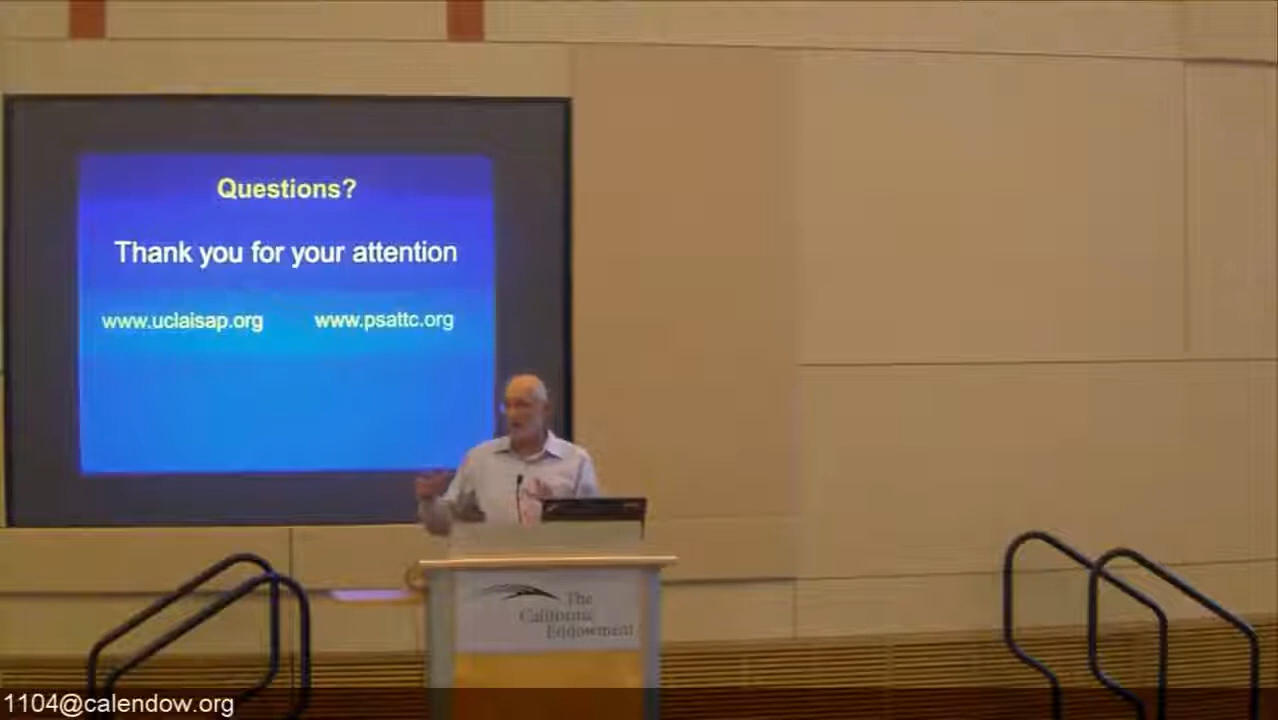 Questions?
Thank you for your attention
www.uclaisap.org www.psattc.org
The
California
Endowment
1104@calendow.org